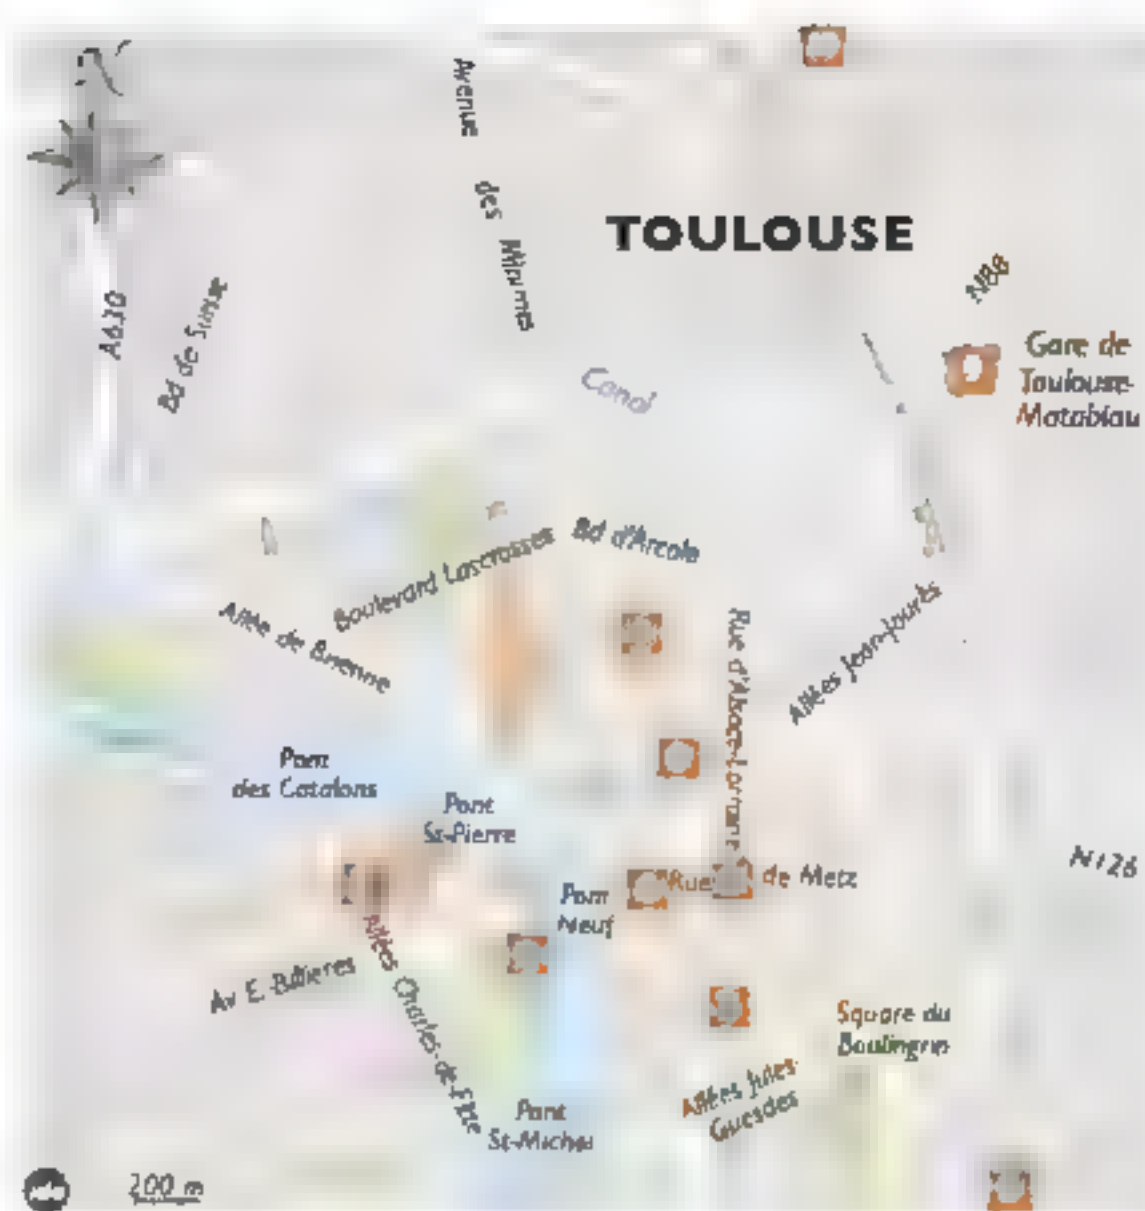 Avenue des Minimes
TOULOUSE
N88
A630
Bd de Suisse
Gare de
Toulouse-
Matabiau
Canal
Boulevard Lascrosses
Bd d'Arcole
Allée de Brienne
Rue d'Alsace-Lorraine
Allées Jean-Jaurès
Pont
des Catalans
Pont
St-Pierre
N126
Rue de Metz
Pont
Neuf
Allées Charles-de-Fitte
Av. E.-Billieres
Square du
Boulingrin
Allées Jules-
Guesdes
Pont
St-Michel
200 m